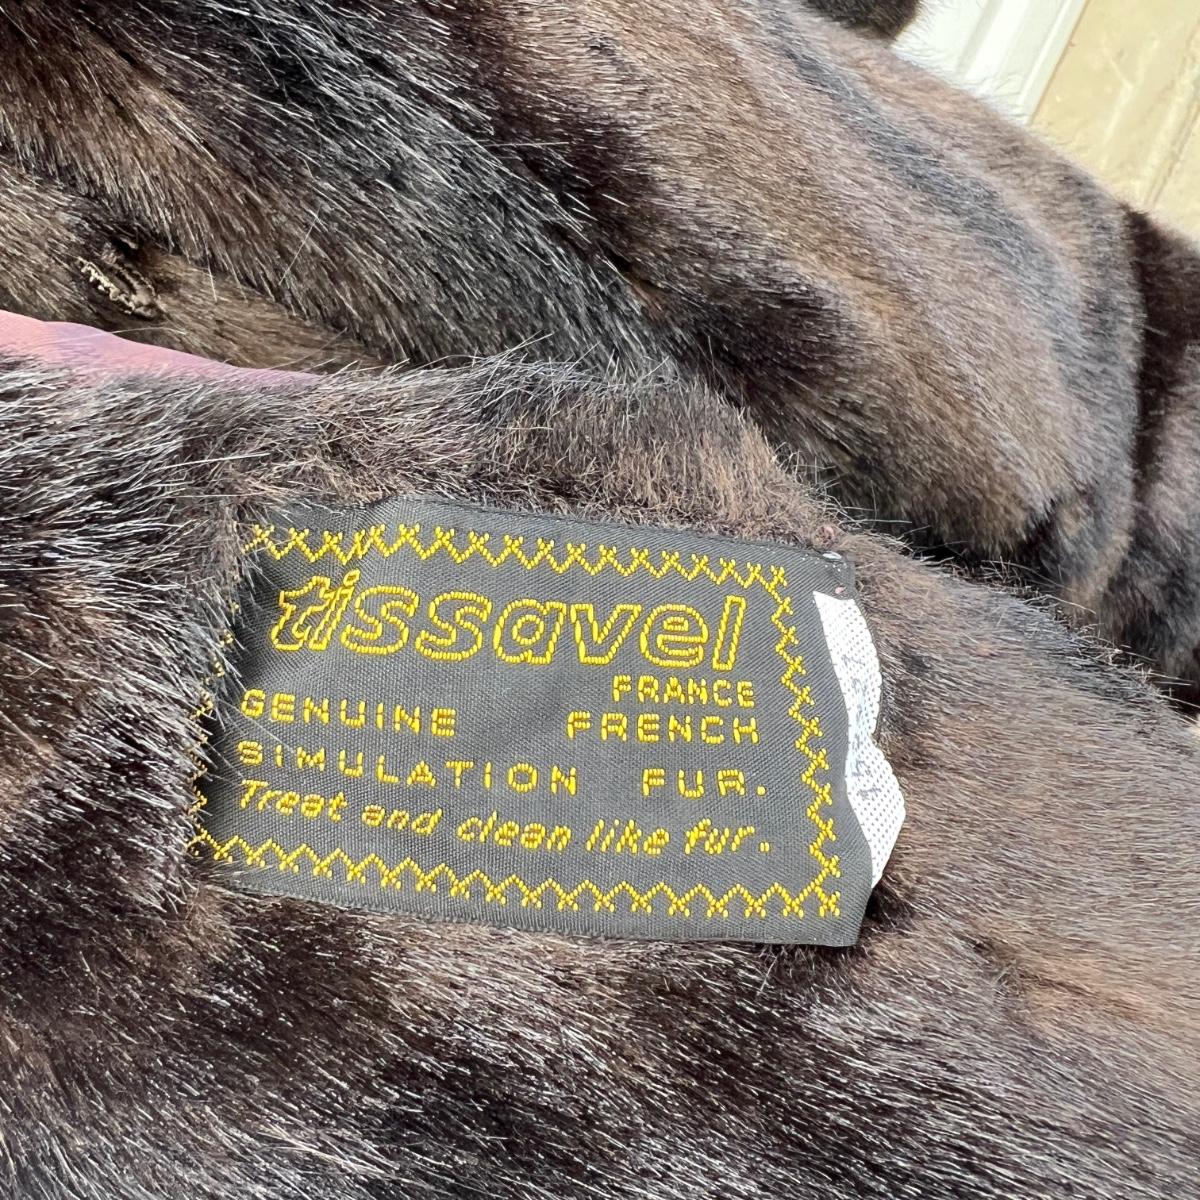 tissavel
FRANCE
GENUINE FRENCH
SIMULATION FUR.
Treat and clean like fur.